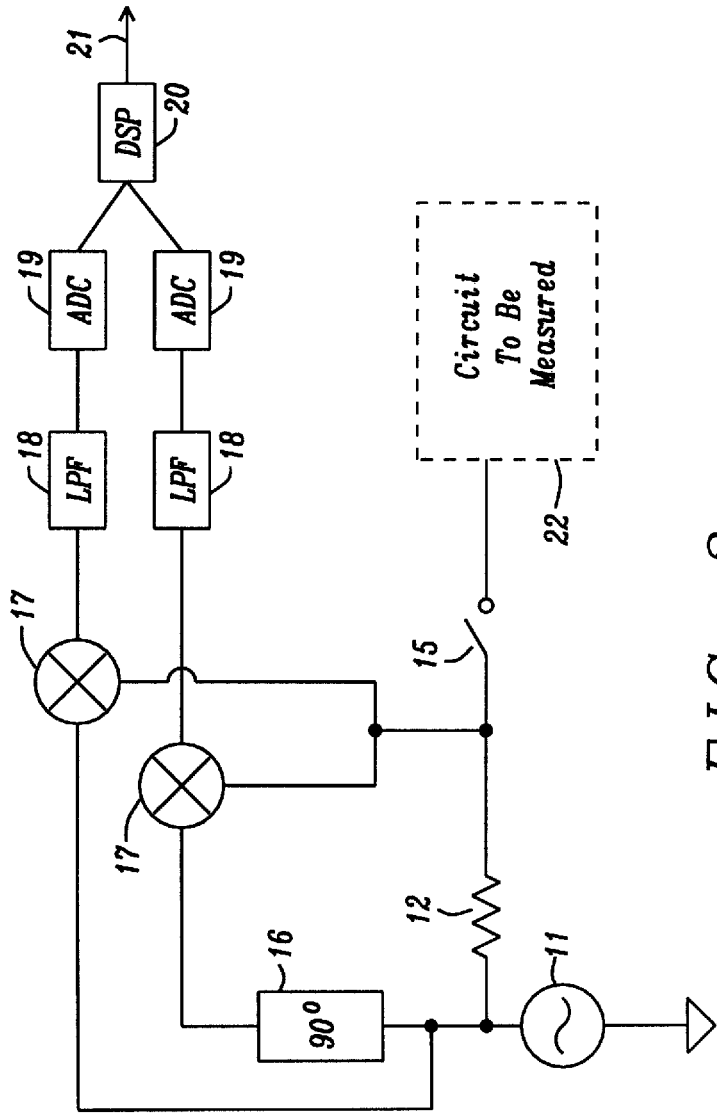 17
18
LPF
19
ADC
21
DSP
20
17
LPF
18
ADC
19
16
90°
12
15
Circuit
To Be
Measured
22
11
FIG.